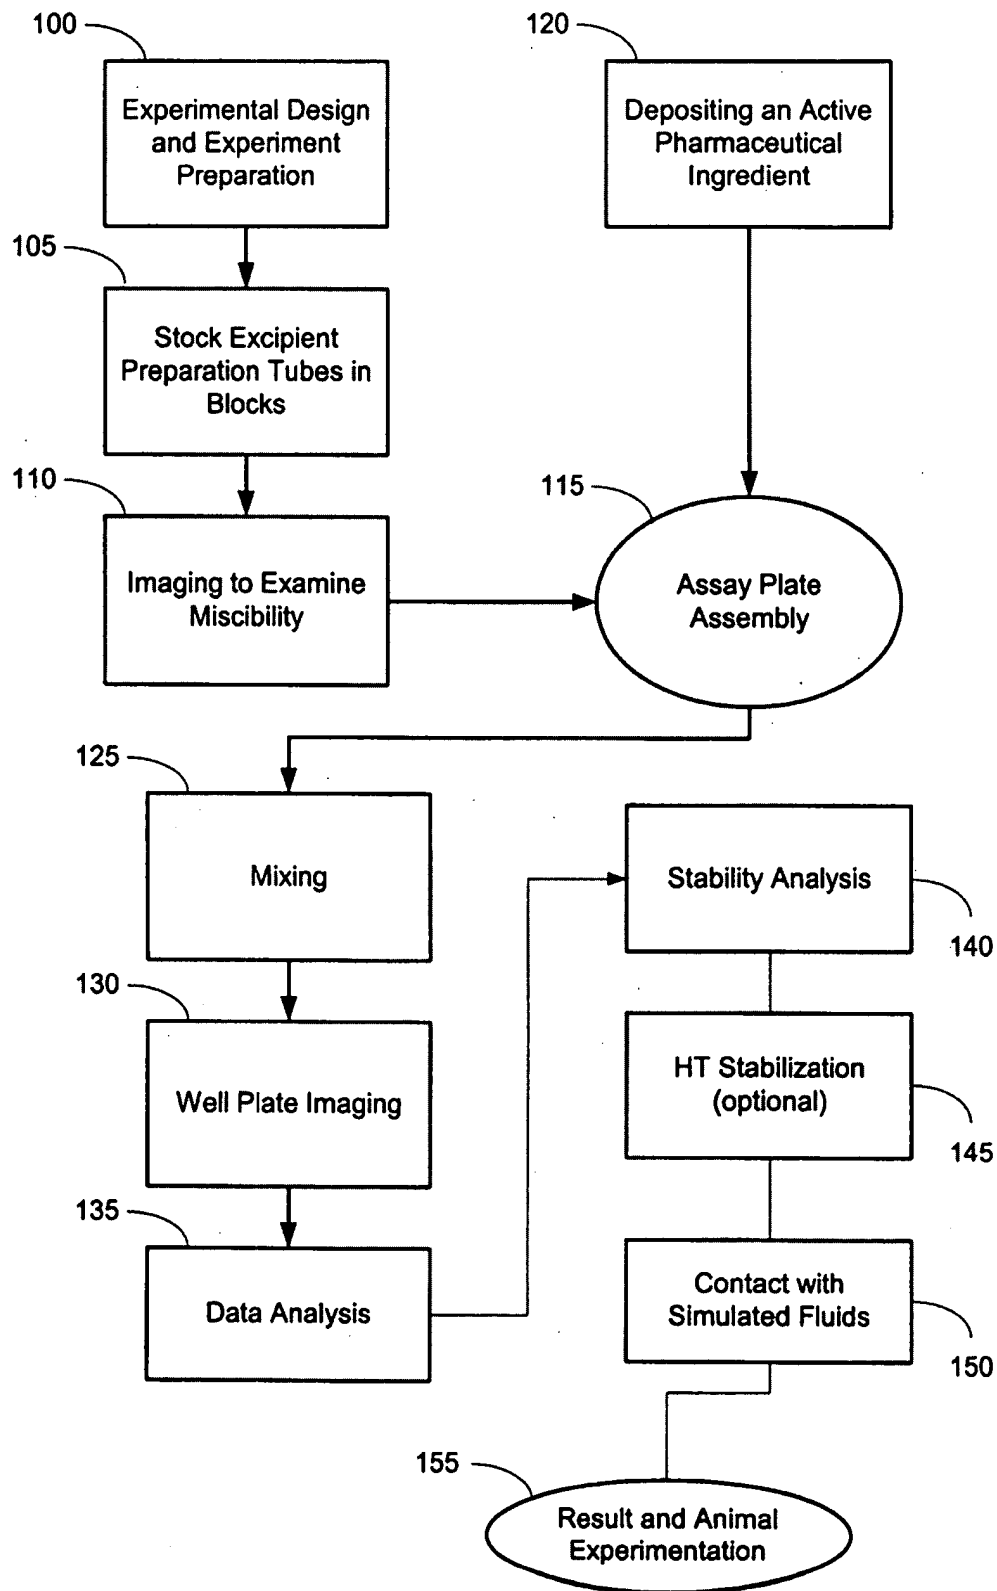 100
Experimental Design
and Experiment
Preparation
120
Depositing an Active
Pharmaceutical
Ingredient
105
Stock Excipient
Preparation Tubes in
Blocks
110
Imaging to Examine
Miscibility
115
Assay Plate
Assembly
125
Mixing
130
Well Plate Imaging
135
Data Analysis
Stability Analysis
140
HT Stabilization
(optional)
145
Contact with
Simulated Fluids
150
155
Result and Animal
Experimentation